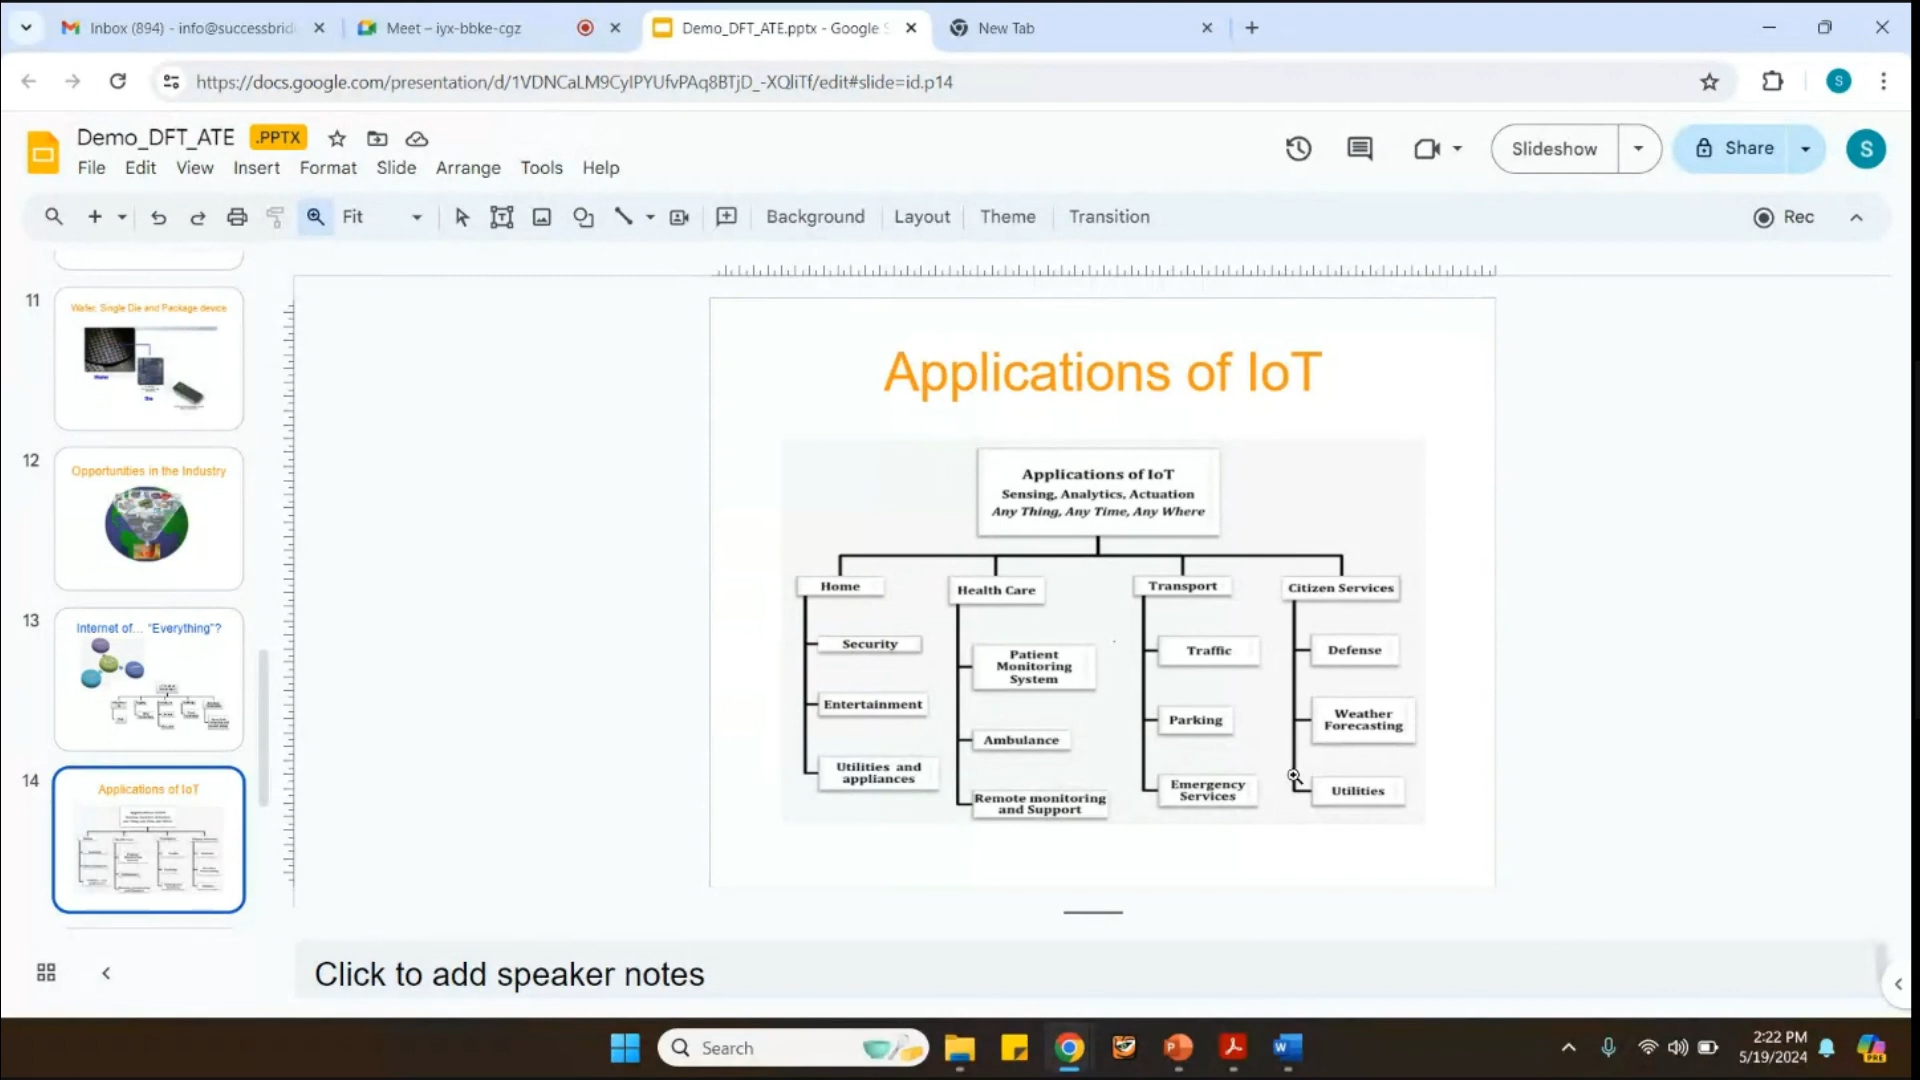 Inbox (894) - info@successbrid
Meet – iyx-bbke-cgz
Demo_DFT_ATE.pptx - Google S
New Tab
https://docs.google.com/presentation/d/1VDNCaLM9CyIPYUfvPAq8BTjD_-XQliTf/edit#slide=id.p14
S
Demo_DFT_ATE
.PPTX
File Edit View Insert Format Slide Arrange Tools Help
Slideshow
Share
S
Fit
Background
Layout
Theme
Transition
Rec
11
Wafer, Single Die and Package device
12
Opportunities in the Industry
13
Internet of... "Everything"?
14
Applications of IoT
Applications of IoT
Applications of IoT
Sensing, Analytics, Actuation
Any Thing, Any Time, Any Where
Home
Health Care
Transport
Citizen Services
Security
Patient
Monitoring
System
Traffic
Defense
Entertainment
Ambulance
Parking
Weather
Forecasting
Utilities and
appliances
Remote monitoring
and Support
Emergency
Services
Utilities
Click to add speaker notes
Search
2:22 PM
5/19/2024